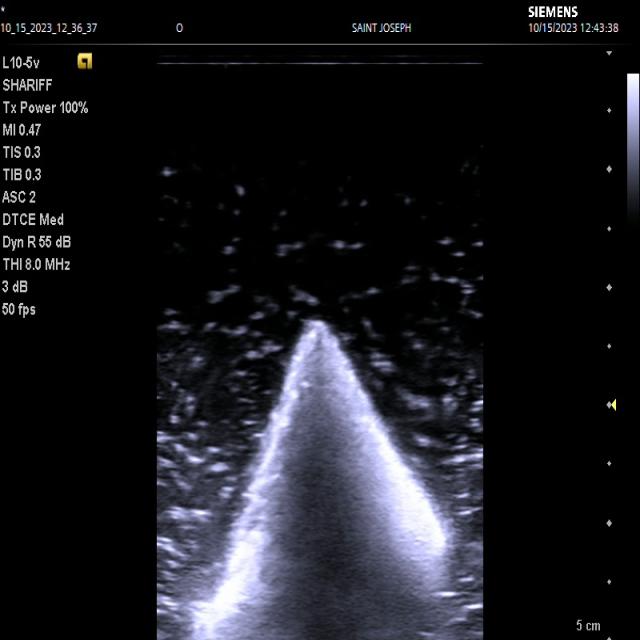 *
SIEMENS
10_15_2023_12_36_37 O SAINT JOSEPH 10/15/2023 12:43:38
L10-5v
SHARIFF
Tx Power 100%
MI 0.47
TIS 0.3
TIB 0.3
ASC 2
DTCE Med
Dyn R 55 dB
THI 8.0 MHz
3 dB
50 fps
5 cm